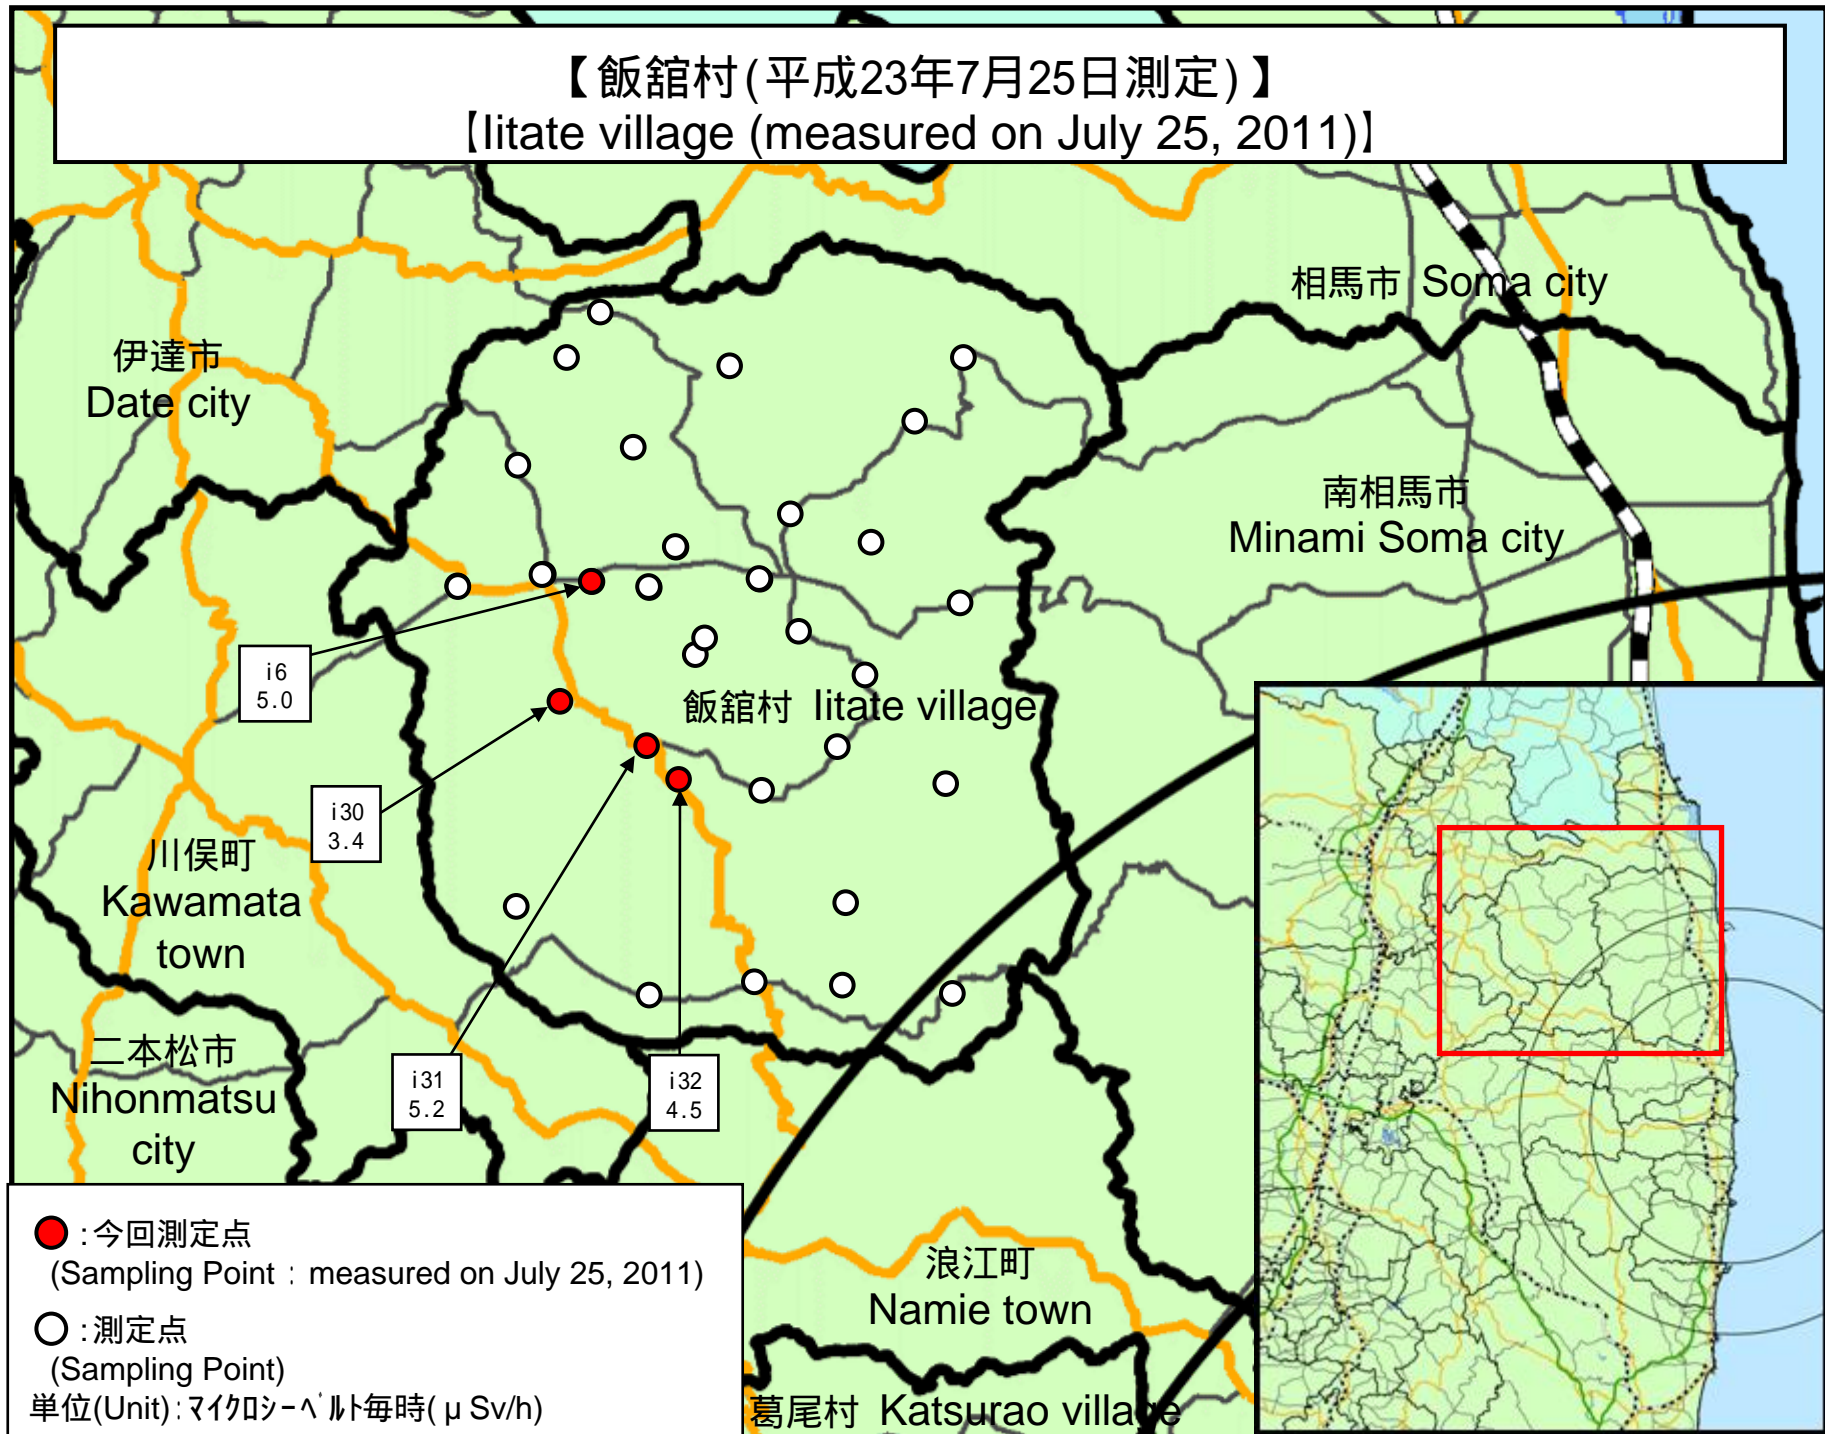 【飯舘村(平成23年7月25日測定)】
【Iitate village (measured on July 25, 2011)】
相馬市 Soma city
伊達市
Date city
南相馬市
Minami Soma city
i6
5.0
飯舘村 Iitate village
i30
3.4
川俣町
Kawamata
town
二本松市
Nihonmatsu
city
i31
5.2
i32
4.5
:今回測定点
(Sampling Point : measured on July 25, 2011)
:測定点
(Sampling Point)
単位(Unit):マイクロシーベルト毎時(μSv/h)
浪江町
Namie town
葛尾村 Katsurao village